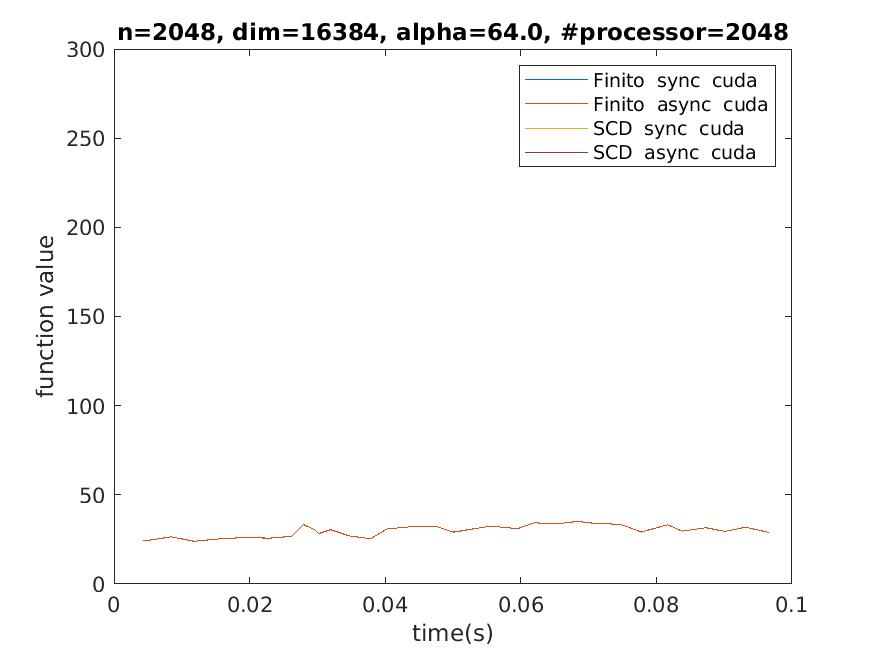 n=2048, dim=16384, alpha=64.0, #processor=2048
300
250
200
150
100
50
0
function value
Finito sync cuda
Finito async cuda
SCD sync cuda
SCD async cuda
0 0.02 0.04 0.06 0.08 0.1
time(s)